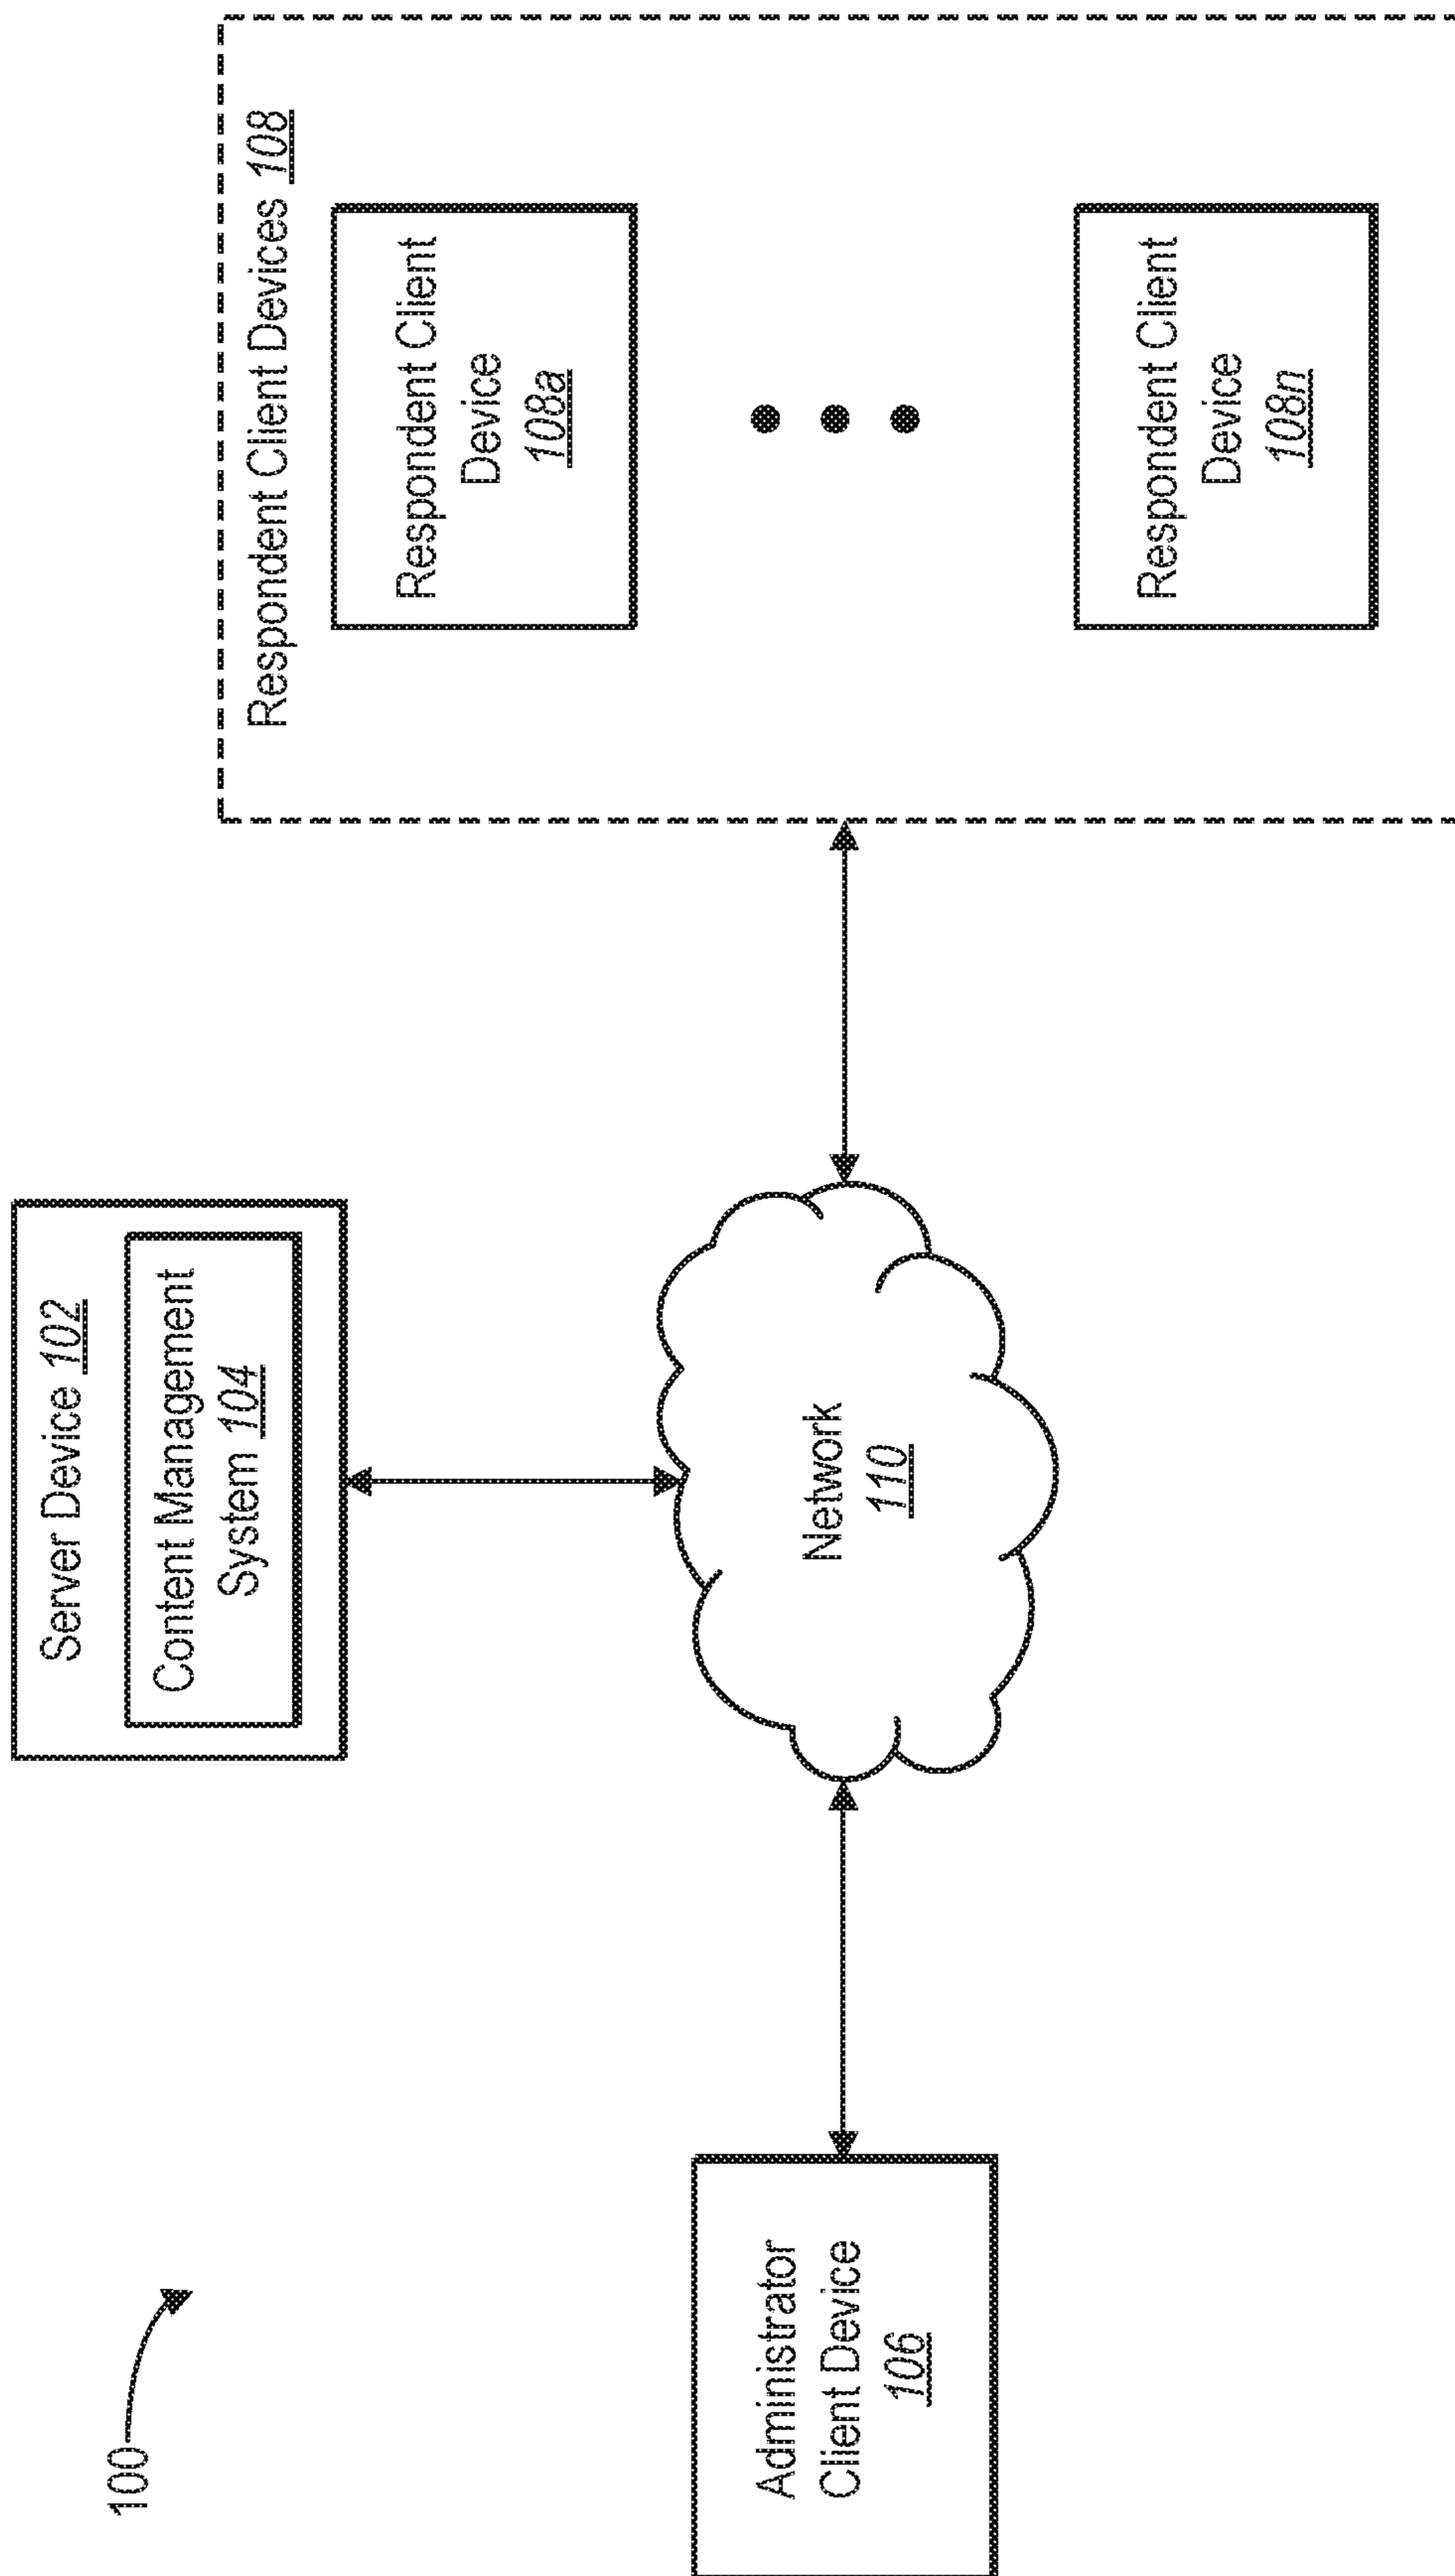 100
Server Device 102
Content Management
System 104
Administrator
Client Device
106
Network
110
Respondent Client Devices 108
Respondent Client
Device
108a
Respondent Client
Device
108n